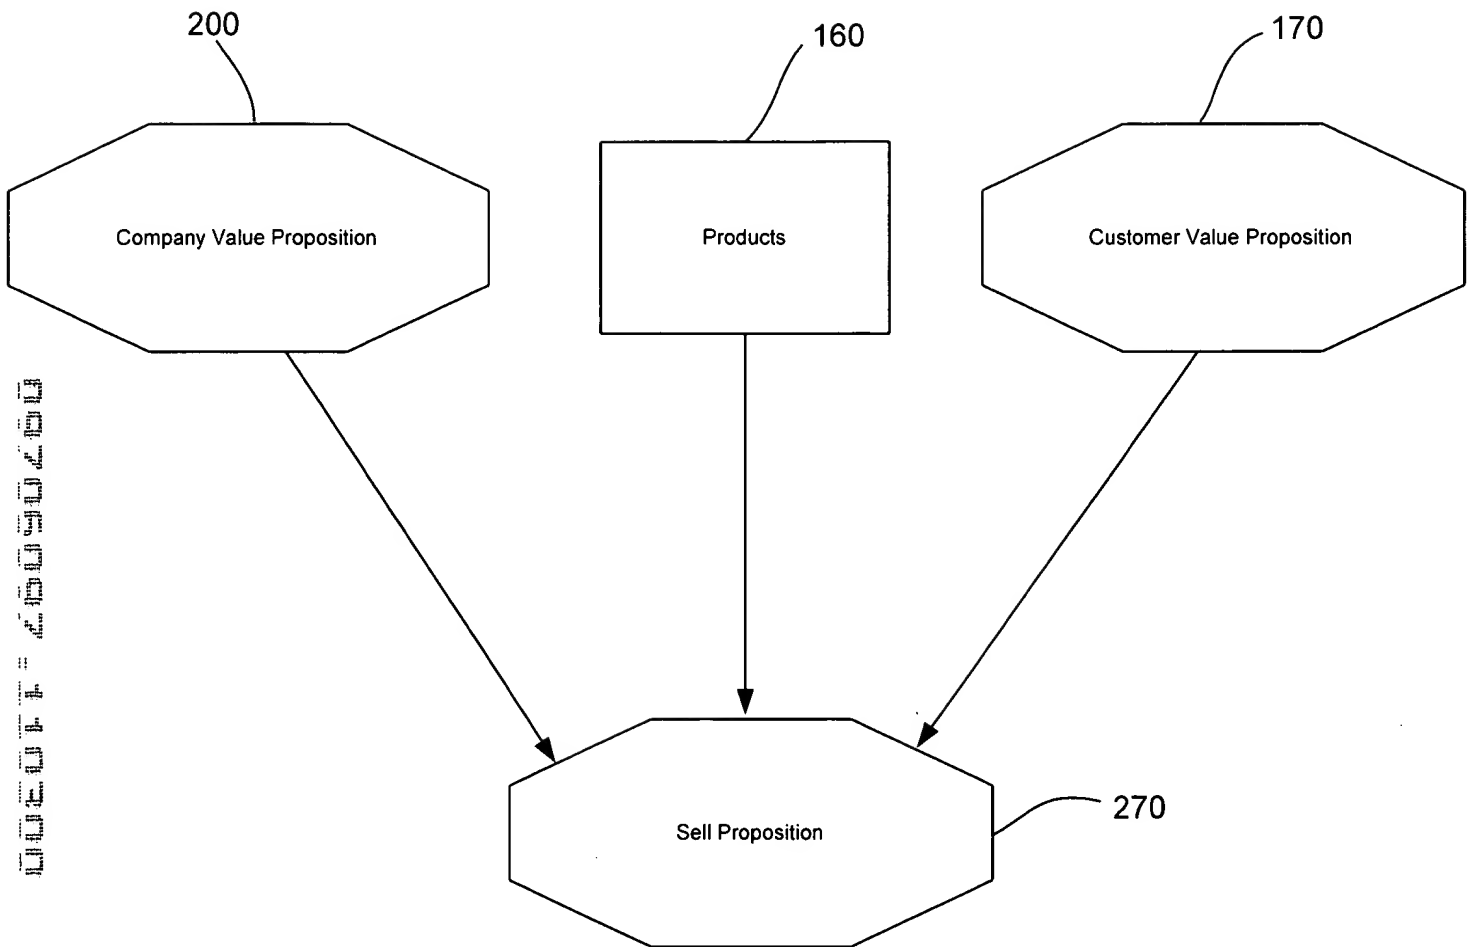 200
160
170
Company Value Proposition
Products
Customer Value Proposition
Sell Proposition
270